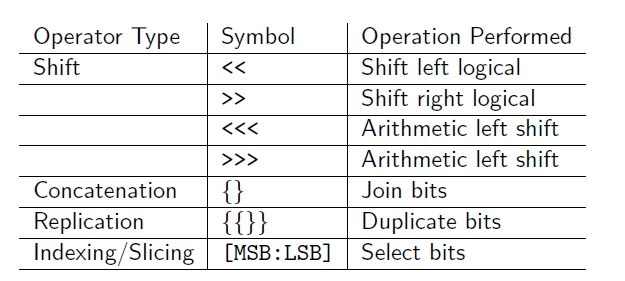 Operator Type Symbol Operation Performed
Shift << Shift left logical
>> Shift right logical
<<< Arithmetic left shift
>>> Arithmetic left shift
Concatenation {} Join bits
Replication {{}} Duplicate bits
Indexing/Slicing [MSB:LSB] Select bits